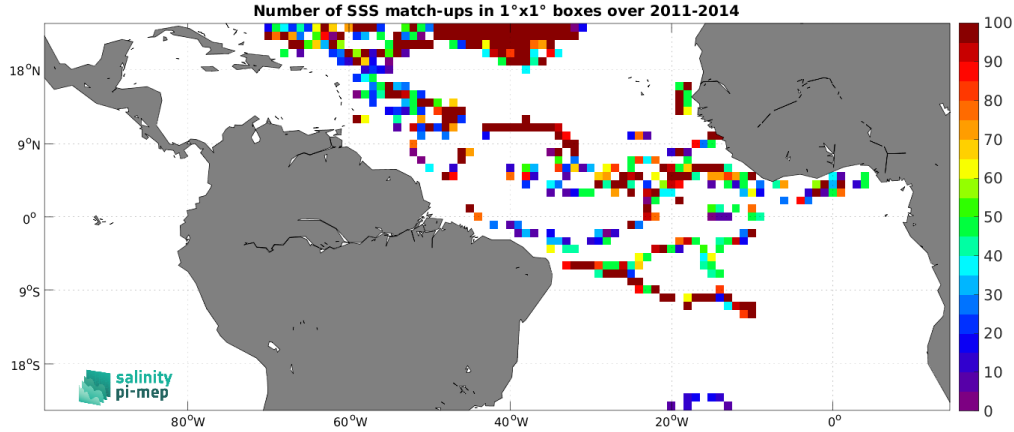 Number of SSS match-ups in 1°x1° boxes over 2011-2014
100
90
80
70
60
50
40
30
20
10
0
18°N
9°N
0°
9°S
18°S
salinity
pi-mep
80°W
60°W
40°W
20°W
0°